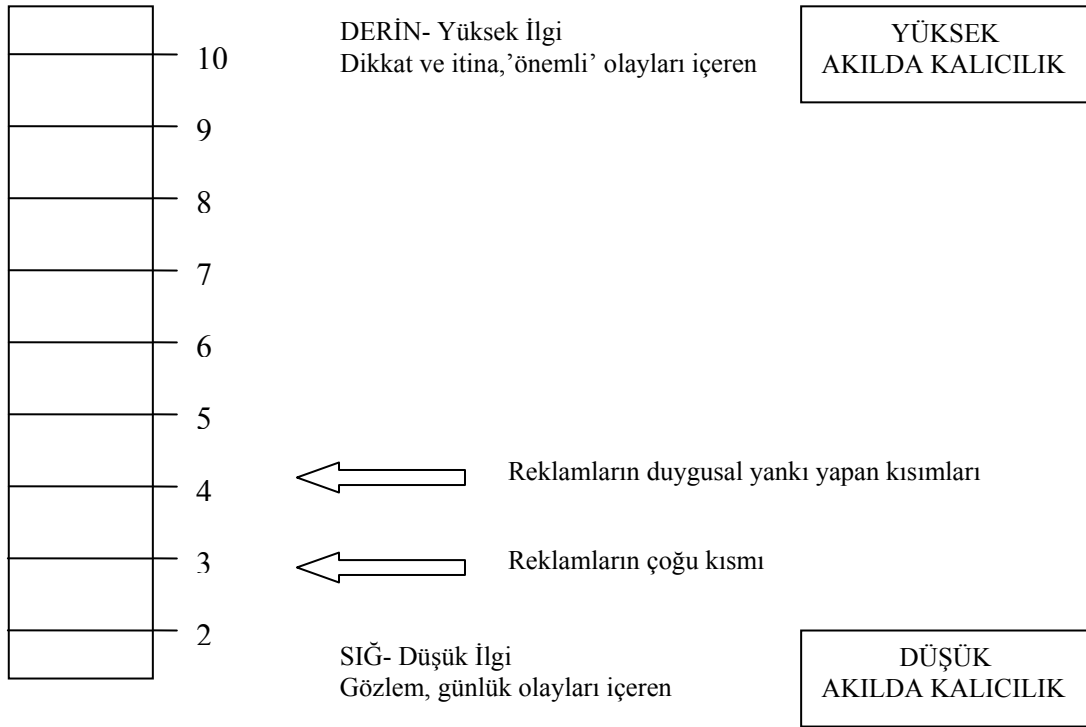 DERİN- Yüksek İlgi
Dikkat ve itina,’önemli’ olayları içeren
YÜKSEK
AKILDA KALICILIK
10
9
8
7
6
5
4
Reklamların duygusal yankı yapan kısımları
3
Reklamların çoğu kısmı
2
SIĞ- Düşük İlgi
Gözlem, günlük olayları içeren
DÜŞÜK
AKILDA KALICILIK